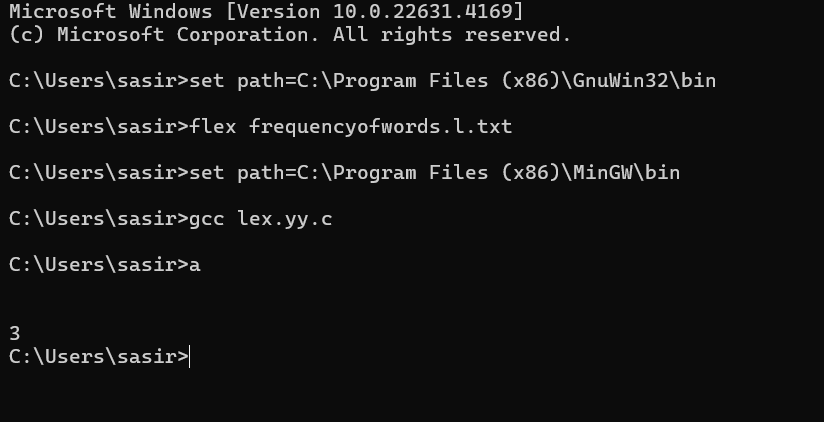 Microsoft Windows [Version 10.0.22631.4169]
(c) Microsoft Corporation. All rights reserved.
C:\Users\sasir>set path=C:\Program Files (x86)\GnuWin32\bin
C:\Users\sasir>flex frequencyofwords.l.txt
C:\Users\sasir>set path=C:\Program Files (x86)\MinGW\bin
C:\Users\sasir>gcc lex.yy.c
C:\Users\sasir>a
3
C:\Users\sasir>